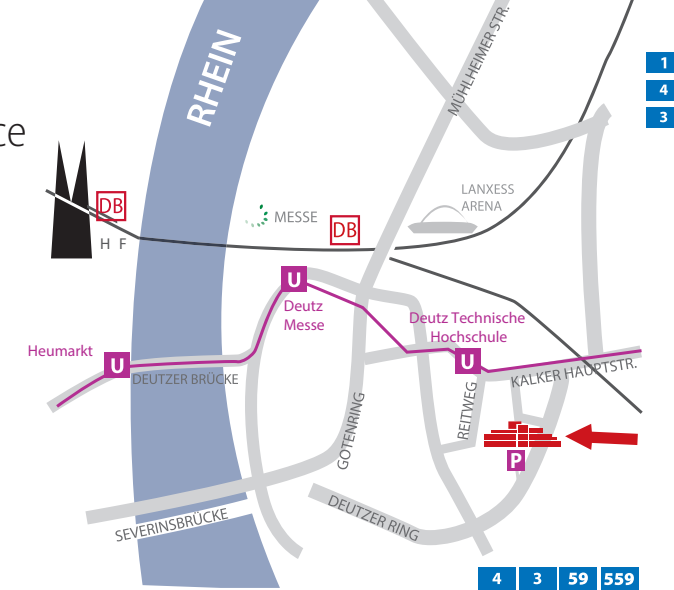 RHEIN
MÜHLHEIMER STR.
1
4
3
ce
DB
H F
MESSE
DB
LANXESS
ARENA
U
Deutz
Messe
Deutz Technische
Hochschule
Heumarkt
U
U
DEUTZER BRÜCKE
KALKER HAUPTSTR.
REITWEG
GOTENRING
P
SEVERINSBRÜCKE
DEUTZER RING
4 3 59 559